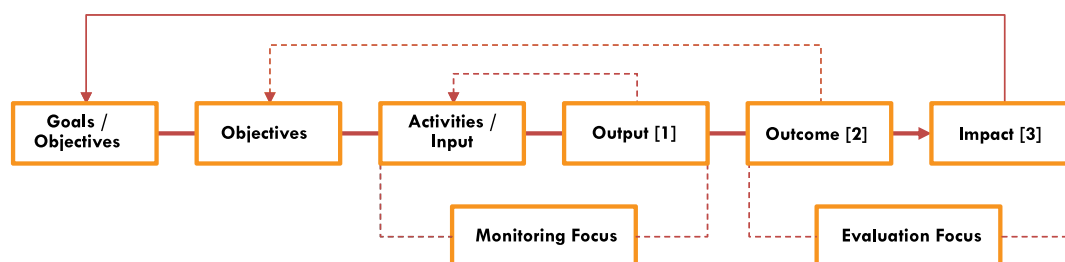 Goals /
Objectives
Objectives
Activities /
Input
Output [1]
Outcome [2]
Impact [3]
Monitoring Focus
Evaluation Focus